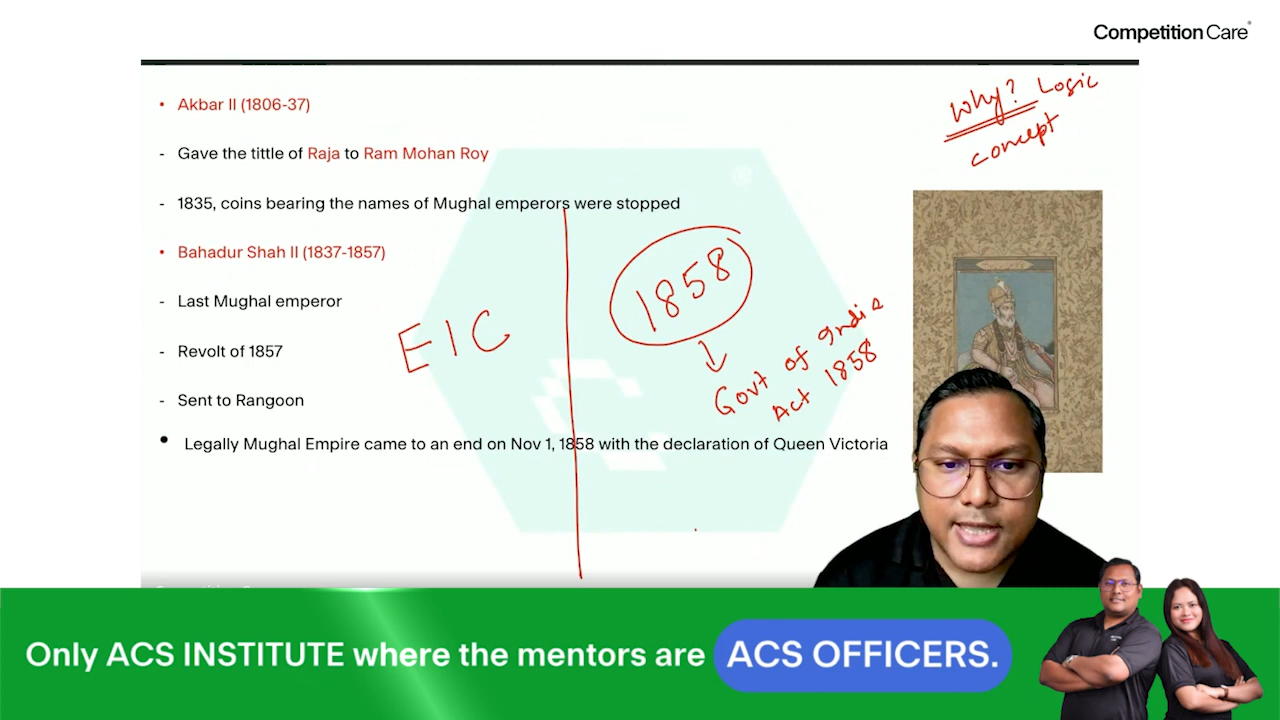 Competition Care
Why? Logic
concept
• Akbar II (1806-37)
- Gave the tittle of Raja to Ram Mohan Roy
- 1835, coins bearing the names of Mughal emperors were stopped
• Bahadur Shah II (1837-1857)
- Last Mughal emperor
- Revolt of 1857
- Sent to Rangoon
• Legally Mughal Empire came to an end on Nov 1, 1858 with the declaration of Queen Victoria
EIC
1858
Govt of India
Act 1858
Only ACS INSTITUTE where the mentors are ACS OFFICERS.